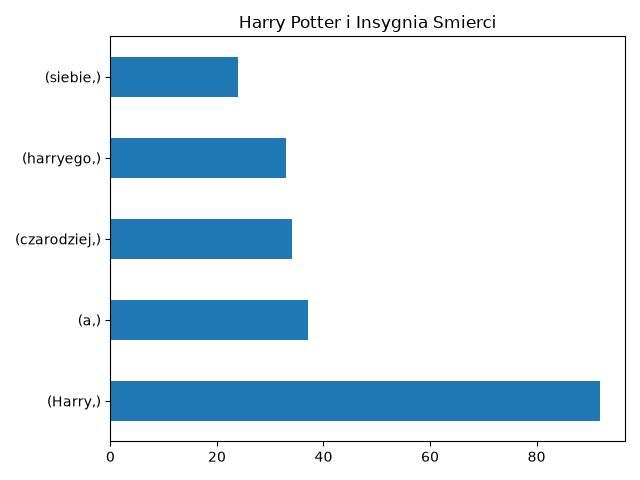 Harry Potter i Insygnia Smierci
(siebie,)
(harryego,)
(czarodziej,)
(a,)
(Harry,)
0 20 40 60 80